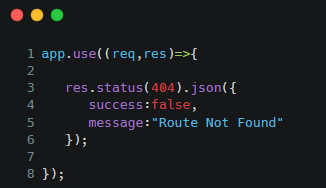 1 app.use((req,res)=>{
2
3    res.status(404).json({
4       success:false,
5       message:"Route Not Found"
6    });
7
8 });